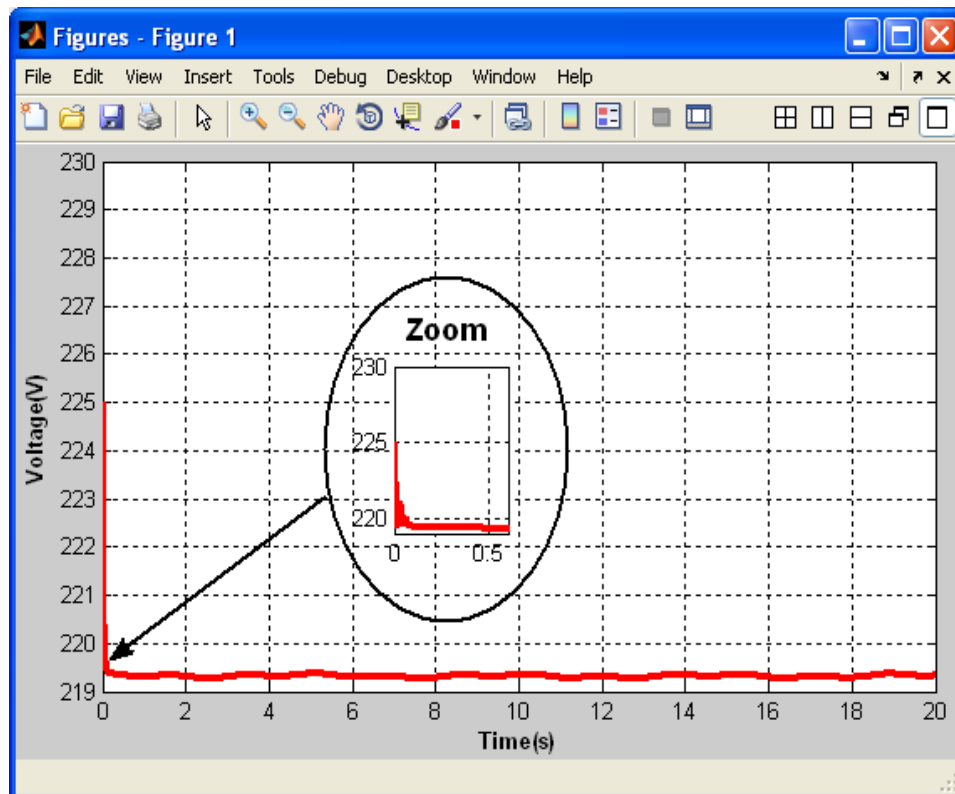 Figures - Figure 1
File Edit View Insert Tools Debug Desktop Window Help
230
229
228
227
226
225
224
223
222
221
220
219
Voltage(V)
Zoom
230
225
220
0 0.5
0 2 4 6 8 10 12 14 16 18 20
Time(s)